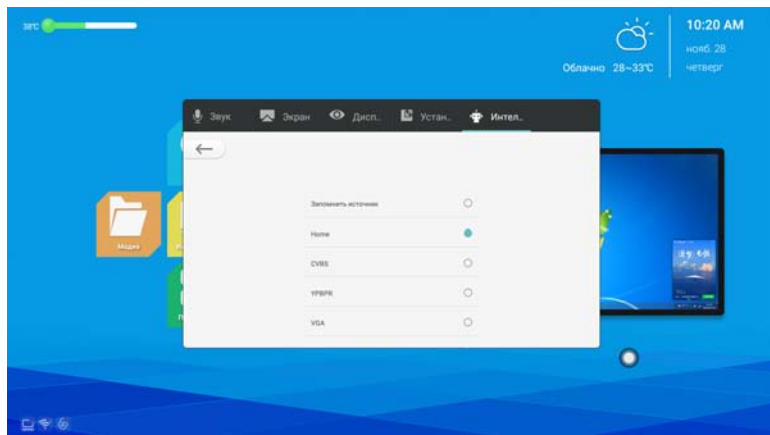 38°C
10:20 AM
нояб. 28
четверг
Облачно 28~33°C
Звук
Экран
Дисп..
Устан..
Интел..
Запомнить источник
Home
CVBS
YPBPR
VGA
Медиа